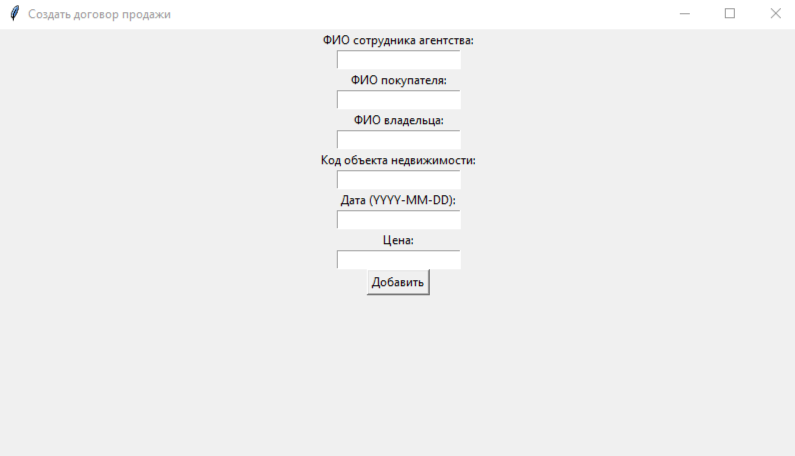 Создать договор продажи
ФИО сотрудника агентства:
ФИО покупателя:
ФИО владельца:
Код объекта недвижимости:
Дата (YYYY-MM-DD):
Цена:
Добавить